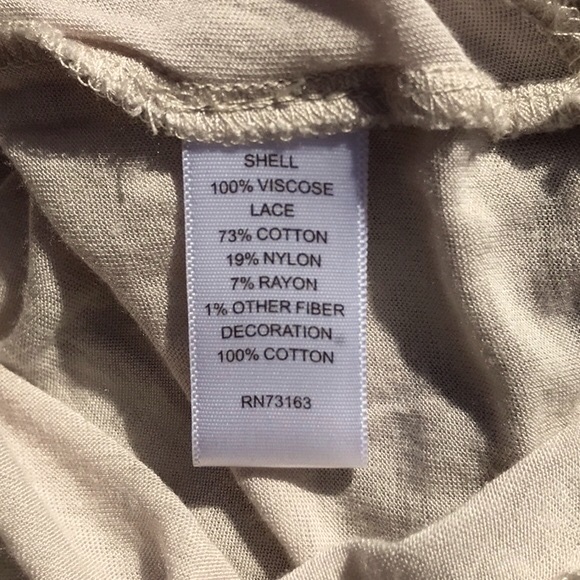 SHELL
100% VISCOSE
LACE
73% COTTON
19% NYLON
7% RAYON
1% OTHER FIBER
DECORATION
100% COTTON
RN73163